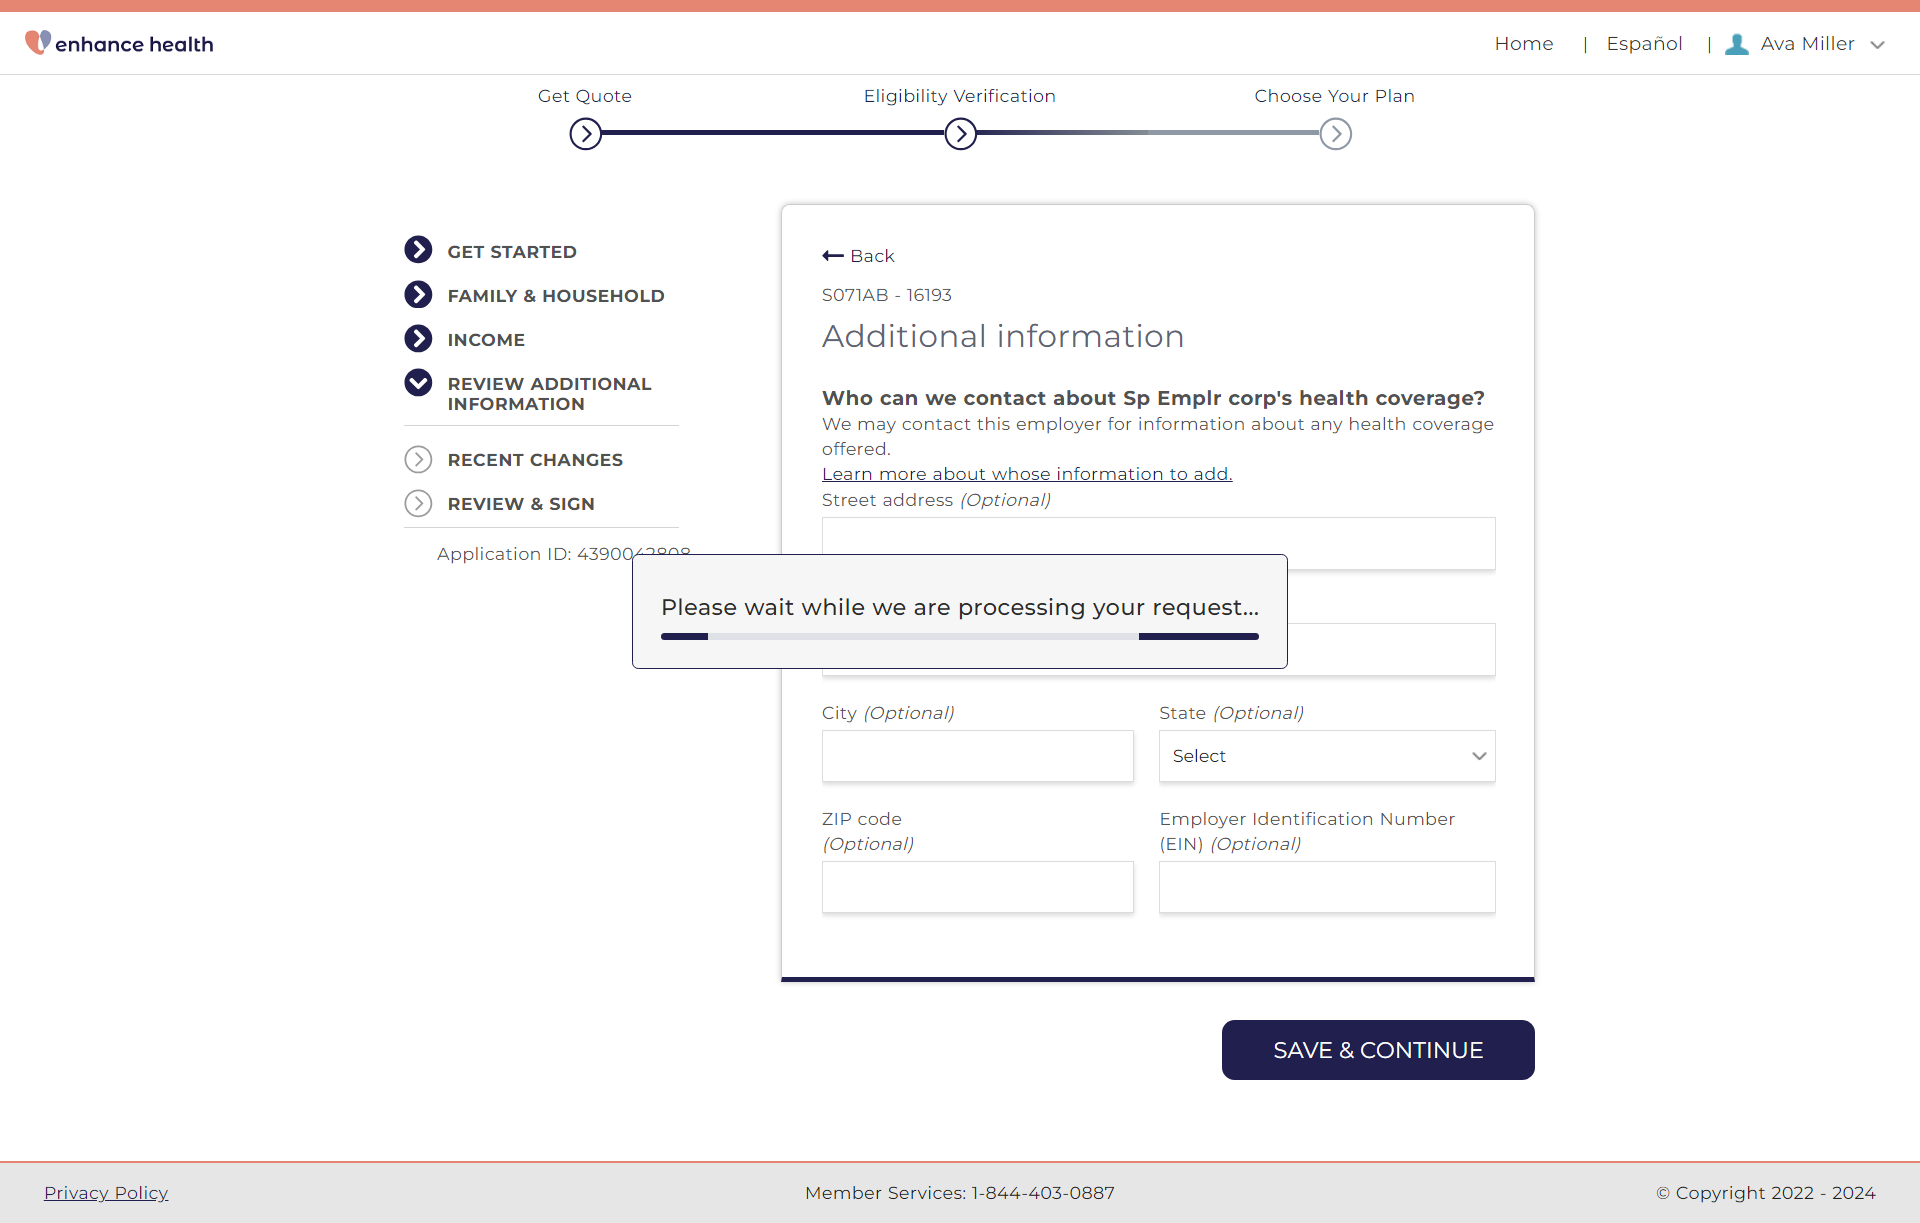 enhance health
Home | Español | Ava Miller
Get Quote
Eligibility Verification
Choose Your Plan
GET STARTED
FAMILY & HOUSEHOLD
INCOME
REVIEW ADDITIONAL
INFORMATION
RECENT CHANGES
REVIEW & SIGN
Application ID: 4390042808
Back
S071AB - 16193
Additional information
Who can we contact about Sp Emplr corp's health coverage?
We may contact this employer for information about any health coverage
offered.
Learn more about whose information to add.
Street address (Optional)
Please wait while we are processing your request...
City (Optional)
State (Optional)
Select
ZIP code
(Optional)
Employer Identification Number
(EIN) (Optional)
SAVE & CONTINUE
Privacy Policy
Member Services: 1-844-403-0887
© Copyright 2022 - 2024